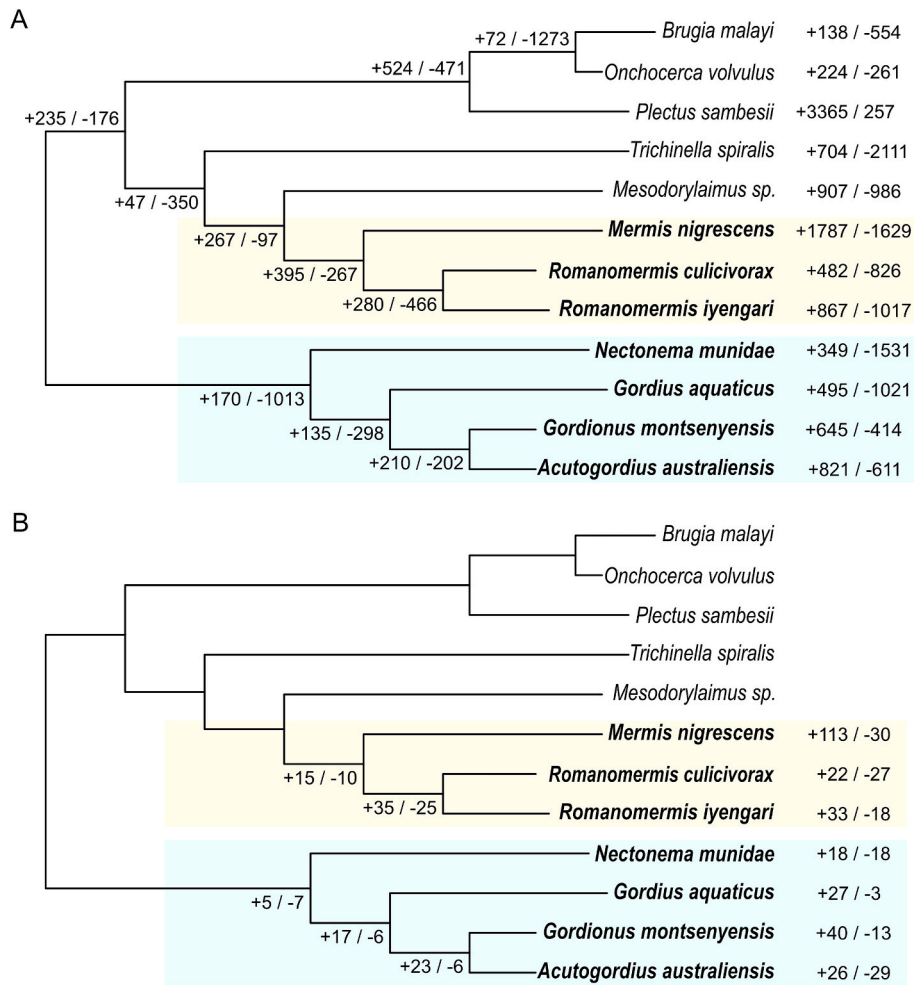 A
Brugia malayi +138 / -554
+72 / -1273
Onchocerca volvulus +224 / -261
+524 / -471
Plectus sambesii +3365 / 257
+235 / -176
Trichinella spiralis +704 / -2111
+47 / -350
Mesodorylaimus sp. +907 / -986
+267 / -97
Mermis nigrescens +1787 / -1629
+395 / -267
Romanomermis culicivorax +482 / -826
+280 / -466
Romanomermis iyengari +867 / -1017
Nectonema munidae +349 / -1531
+170 / -1013
Gordius aquaticus +495 / -1021
+135 / -298
Gordionus montsenyensis +645 / -414
+210 / -202
Acutogordius australiensis +821 / -611
B
Brugia malayi
Onchocerca volvulus
Plectus sambesii
Trichinella spiralis
Mesodorylaimus sp.
Mermis nigrescens +113 / -30
+15 / -10
Romanomermis culicivorax +22 / -27
+35 / -25
Romanomermis iyengari +33 / -18
Nectonema munidae +18 / -18
+5 / -7
Gordius aquaticus +27 / -3
+17 / -6
Gordionus montsenyensis +40 / -13
+23 / -6
Acutogordius australiensis +26 / -29